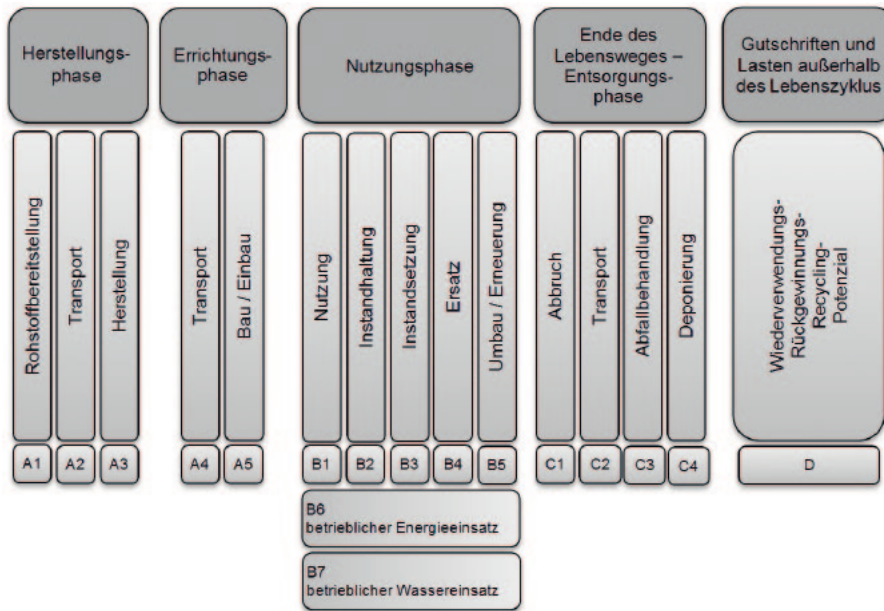 Herstellungs-
phase
Errichtungs-
phase
Nutzungsphase
Ende des
Lebensweges –
Entsorgungs-
phase
Gutschriften und
Lasten außerhalb
des Lebenszyklus
Rohstoffbereitstellung
Transport
Herstellung
Transport
Bau / Einbau
Nutzung
Instandhaltung
Instandsetzung
Ersatz
Umbau / Erneuerung
Abbruch
Transport
Abfallbehandlung
Deponierung
Wiederverwendungs-
Rückgewinnungs-
Recycling-
Potenzial
A1
A2
A3
A4
A5
B1
B2
B3
B4
B5
C1
C2
C3
C4
D
B6
betrieblicher Energieeinsatz
B7
betrieblicher Wassereinsatz